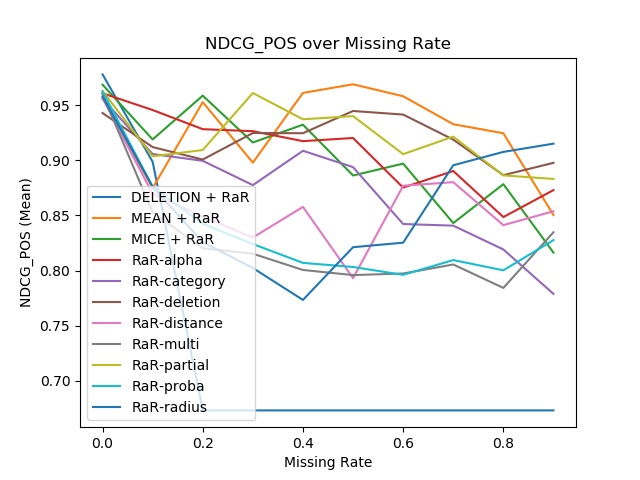 NDCG_POS over Missing Rate
NDCG_POS (Mean)
0.95
0.90
0.85
0.80
0.75
0.70
DELETION + RaR
MEAN + RaR
MICE + RaR
RaR-alpha
RaR-category
RaR-deletion
RaR-distance
RaR-multi
RaR-partial
RaR-proba
RaR-radius
0.0 0.2 0.4 0.6 0.8
Missing Rate